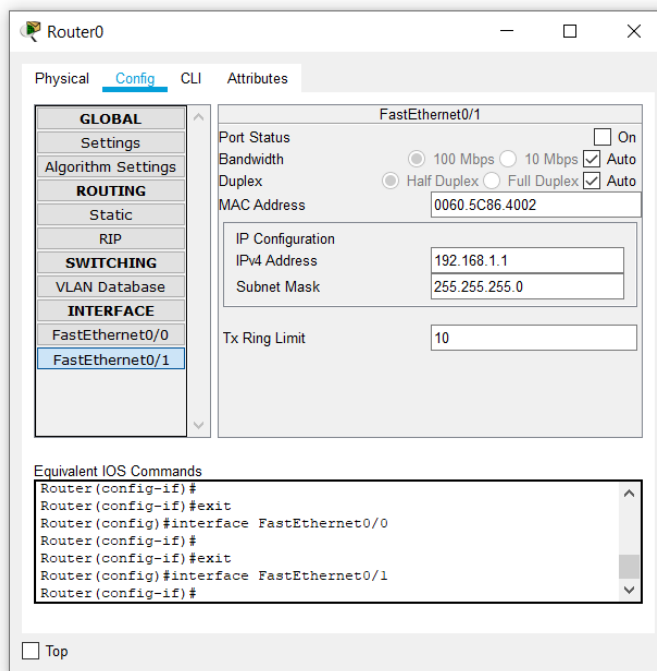 Router0
Physical Config CLI Attributes
GLOBAL
Settings
Algorithm Settings
ROUTING
Static
RIP
SWITCHING
VLAN Database
INTERFACE
FastEthernet0/0
FastEthernet0/1
FastEthernet0/1
Port Status On
Bandwidth 100 Mbps 10 Mbps Auto
Duplex Half Duplex Full Duplex Auto
MAC Address 0060.5C86.4002
IP Configuration
IPv4 Address 192.168.1.1
Subnet Mask 255.255.255.0
Tx Ring Limit 10
Equivalent IOS Commands
Router(config-if)#
Router(config-if)#exit
Router(config)#interface FastEthernet0/0
Router(config-if)#
Router(config-if)#exit
Router(config)#interface FastEthernet0/1
Router(config-if)#
Top